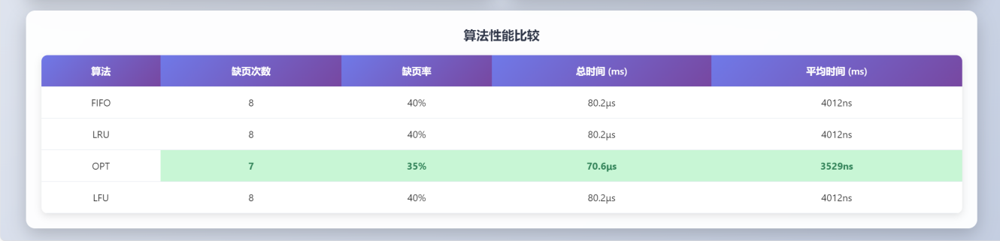 算法性能比较
算法 缺页次数 缺页率 总时间 (ms) 平均时间 (ms)
FIFO 8 40% 80.2μs 4012ns
LRU 8 40% 80.2μs 4012ns
OPT 7 35% 70.6μs 3529ns
LFU 8 40% 80.2μs 4012ns